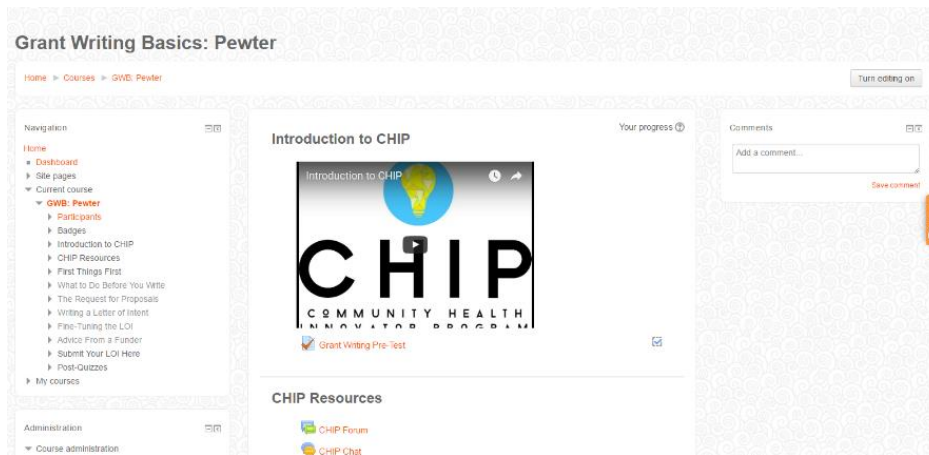 Grant Writing Basics: Pewter
Home ► Courses ► GWB: Pewter
Turn editing on
Navigation
Home
Dashboard
Site pages
Current course
GWB: Pewter
Participants
Badges
Introduction to CHIP
CHIP Resources
First Things First
What to Do Before You Write
The Request for Proposals
Writing a Letter of Intent
Fine-Tuning the LOI
Advice From a Funder
Submit Your LOI Here
Post-Quizzes
My courses
Administration
Course administration
Your progress
Introduction to CHIP
Introduction to CHIP
CHIP
COMMUNITY HEALTH
INNOVATOR PROGRAM
Grant Writing Pre-Test
CHIP Resources
CHIP Forum
CHIP Chat
Comments
Add a comment...
Save comment